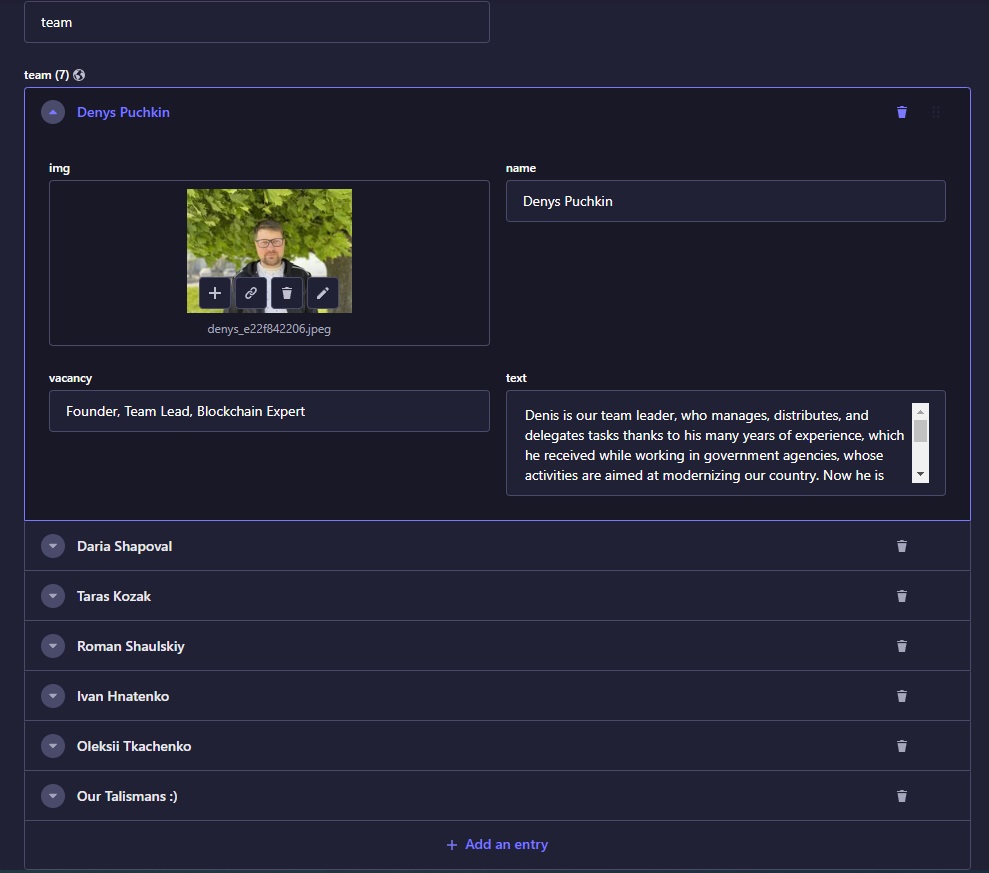 team
team (7)
Denys Puchkin
img
name
Denys Puchkin
denys_e22f842206.jpeg
vacancy
text
Founder, Team Lead, Blockchain Expert
Denis is our team leader, who manages, distributes, and
delegates tasks thanks to his many years of experience, which
he received while working in government agencies, whose
activities are aimed at modernizing our country. Now he is
Daria Shapoval
Taras Kozak
Roman Shaulskiy
Ivan Hnatenko
Oleksii Tkachenko
Our Talismans :)
+ Add an entry